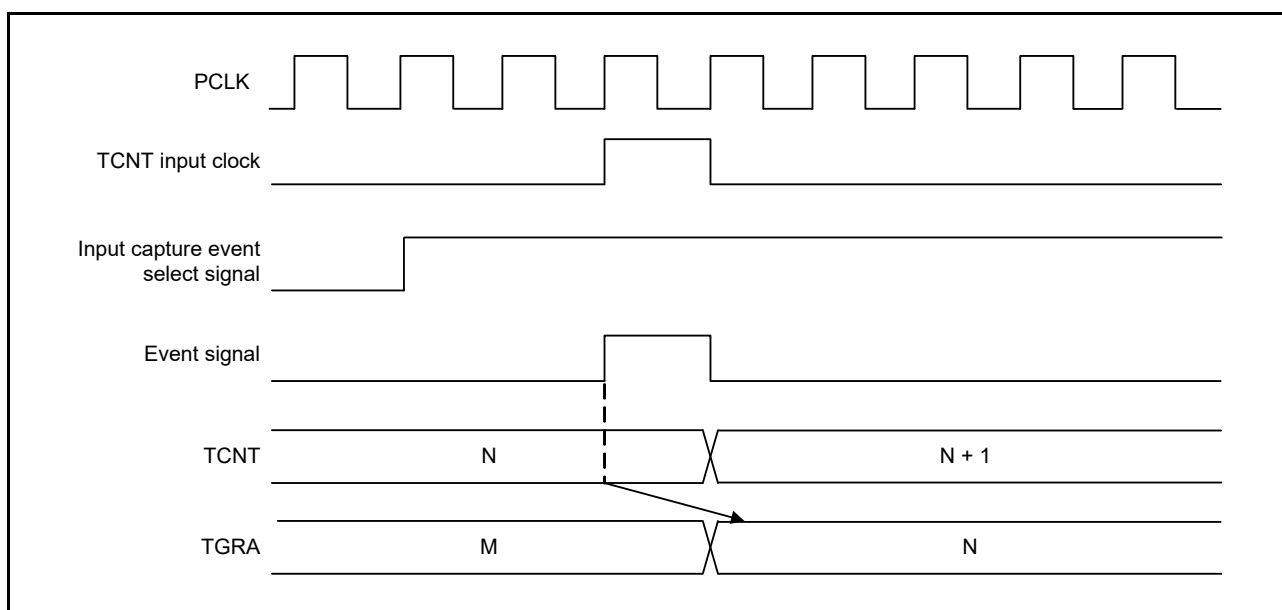 PCLK
TCNT input clock
Input capture event
select signal
Event signal
TCNT
N
N + 1
TGRA
M
N